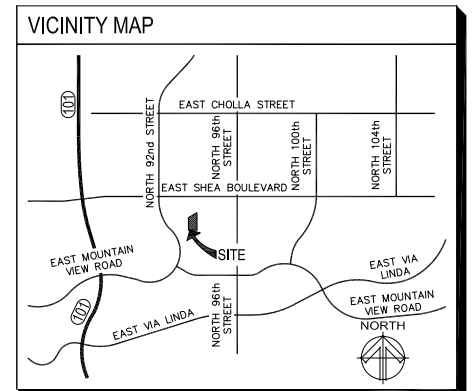 VICINITY MAP
101
EAST CHOLLA STREET
NORTH 92nd STREET
NORTH 96th
STREET
NORTH 100th
STREET
NORTH 104th
STREET
EAST SHEA BOULEVARD
SITE
EAST MOUNTAIN
VIEW ROAD
EAST VIA
LINDA
101
EAST VIA LINDA
NORTH 96th
STREET
EAST MOUNTAIN
VIEW ROAD
NORTH